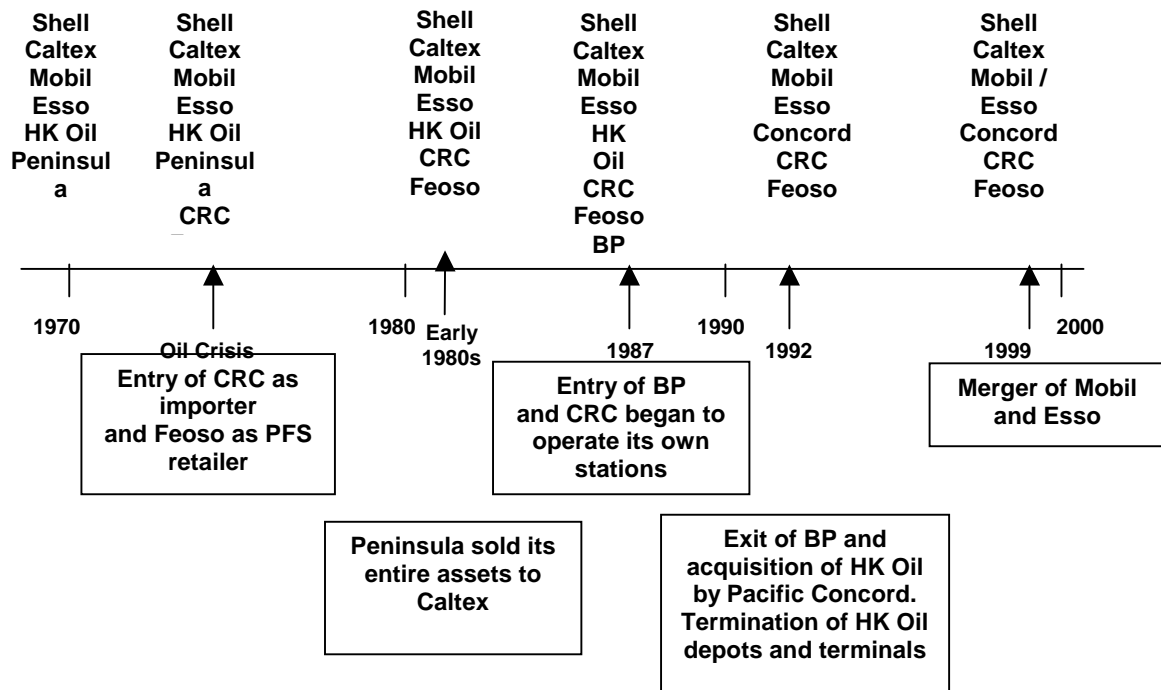 Shell
Caltex
Mobil
Esso
HK Oil
Peninsul
a
Shell
Caltex
Mobil
Esso
HK Oil
Peninsul
a
CRC
Shell
Caltex
Mobil
Esso
HK Oil
CRC
Feoso
Shell
Caltex
Mobil
Esso
HK
Oil
CRC
Feoso
BP
Shell
Caltex
Mobil
Esso
Concord
CRC
Feoso
Shell
Caltex
Mobil /
Esso
Concord
CRC
Feoso
1970
Oil Crisis
1980
Early
1980s
1987
1990
1992
1999
2000
Entry of CRC as
importer
and Feoso as PFS
retailer
Peninsula sold its
entire assets to
Caltex
Entry of BP
and CRC began to
operate its own
stations
Exit of BP and
acquisition of HK Oil
by Pacific Concord.
Termination of HK Oil
depots and terminals
Merger of Mobil
and Esso